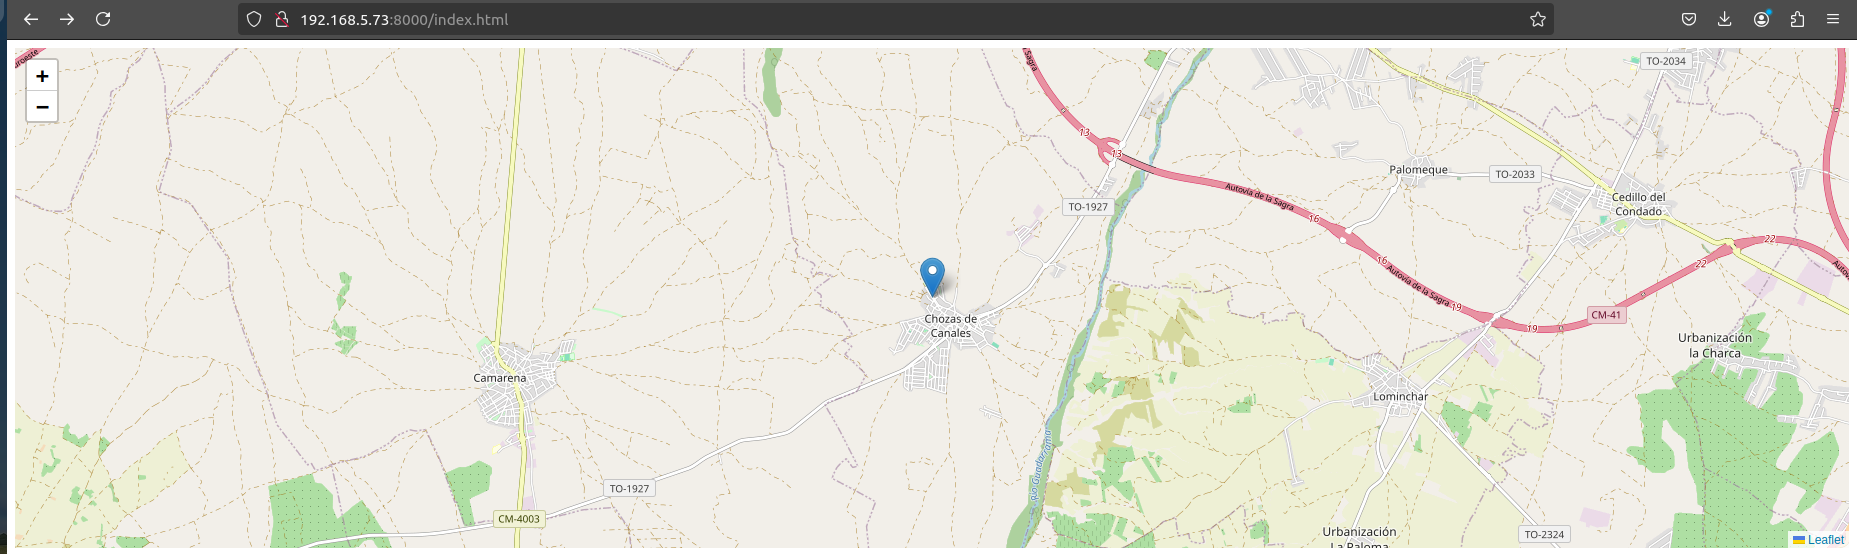 192.168.5.73:8000/index.html
+
−
Sagra
TO-2034
13
13
Palomeque
TO-2033
Autovía de la Sagra
Cedillo del
Condado
TO-1927
16
22
16
22
Autovía de la Sagra
19
CM-41
19
Chozas de
Canales
Urbanización
la Charca
Camarena
Lominchar
TO-1927
CM-4003
Urbanización
La Paloma
TO-2324
Leaflet